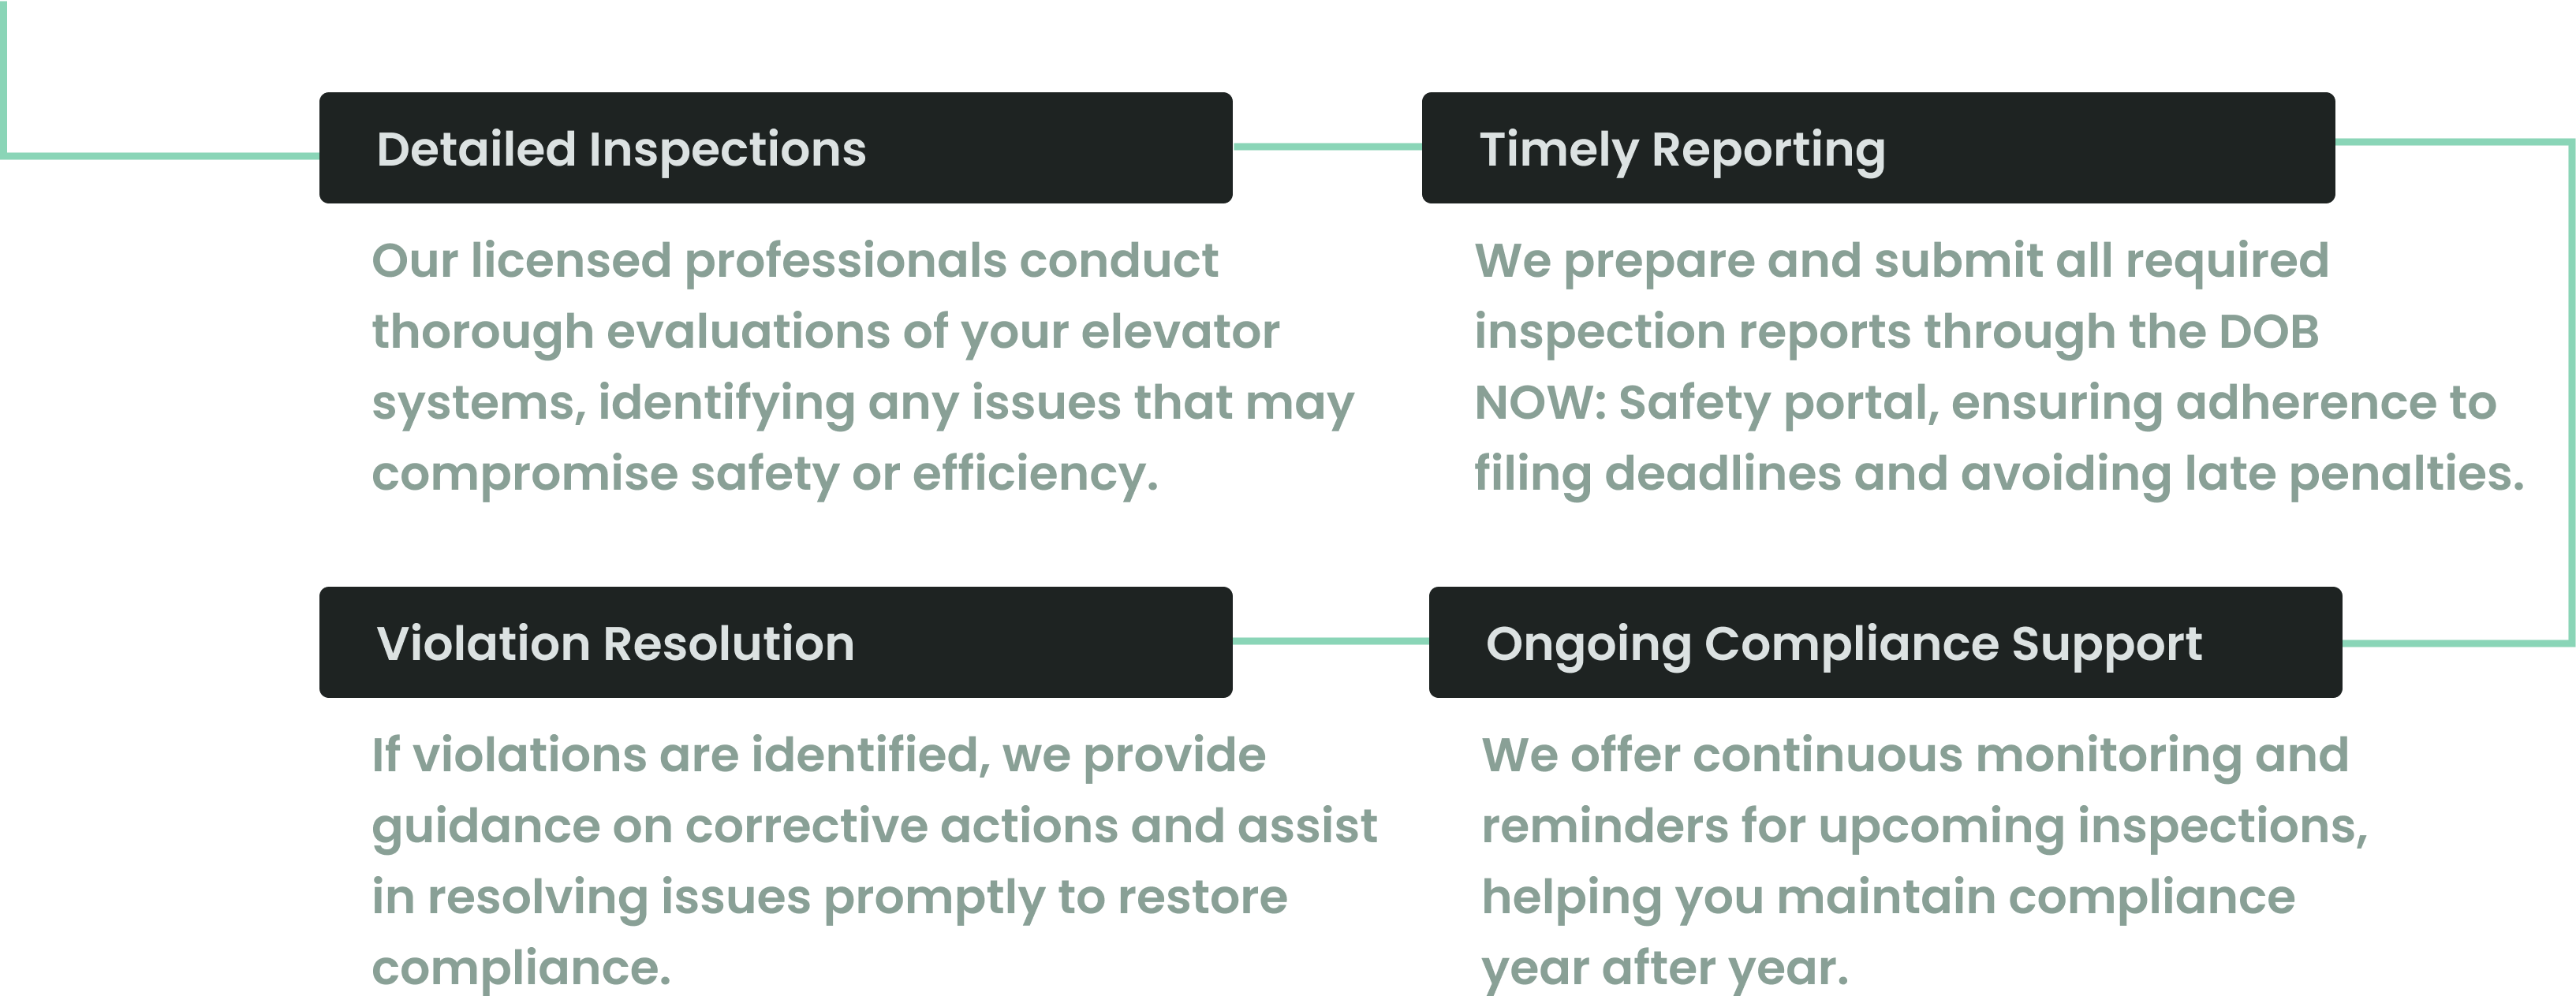 Detailed Inspections
Our licensed professionals conduct
thorough evaluations of your elevator
systems, identifying any issues that may
compromise safety or efficiency.
Timely Reporting
We prepare and submit all required
inspection reports through the DOB
NOW: Safety portal, ensuring adherence to
filing deadlines and avoiding late penalties.
Violation Resolution
If violations are identified, we provide
guidance on corrective actions and assist
in resolving issues promptly to restore
compliance.
Ongoing Compliance Support
We offer continuous monitoring and
reminders for upcoming inspections,
helping you maintain compliance
year after year.